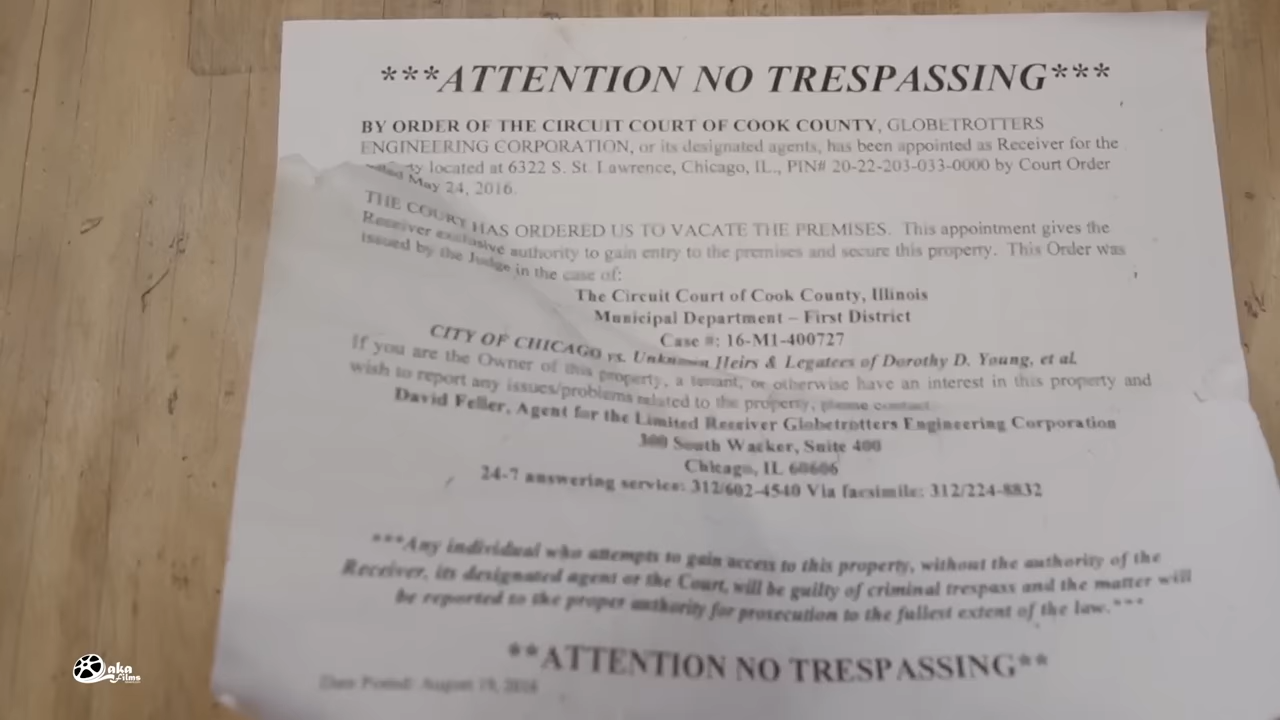 ***ATTENTION NO TRESPASSING***
BY ORDER OF THE CIRCUIT COURT OF COOK COUNTY, GLOBETROTTERS
ENGINEERING CORPORATION, or its designated agents, has been appointed as Receiver for the
located at 6322 S. St. Lawrence, Chicago, IL., PIN# 20-22-203-033-0000 by Court Order
May 24, 2016.
THE COURT HAS ORDERED US TO VACATE THE PREMISES. This appointment gives the
Receiver exclusive authority to gain entry to the premises and secure this property. This Order was
issued by the Judge in the case of:
The Circuit Court of Cook County, Illinois
Municipal Department – First District
Case #: 16-M1-400727
CITY OF CHICAGO vs. Unknown Heirs & Legatees of Dorothy D. Young, et al.
If you are the Owner of this property, a tenant, or otherwise have an interest in this property and
wish to report any issues/problems related to the property, please contact
David Feller, Agent for the Limited Receiver Globetrotters Engineering Corporation
300 South Wacker, Suite 400
Chicago, IL 60606
24-7 answering service: 312/602-4540 Via facsimile: 312/224-8832
***Any individual who attempts to gain access to this property, without the authority of the
Receiver, its designated agent or the Court, will be guilty of criminal trespass and the matter will
be reported to the proper authority for prosecution to the fullest extent of the law.***
**ATTENTION NO TRESPASSING**
Date Posted: August 19, 2016
aka
Films